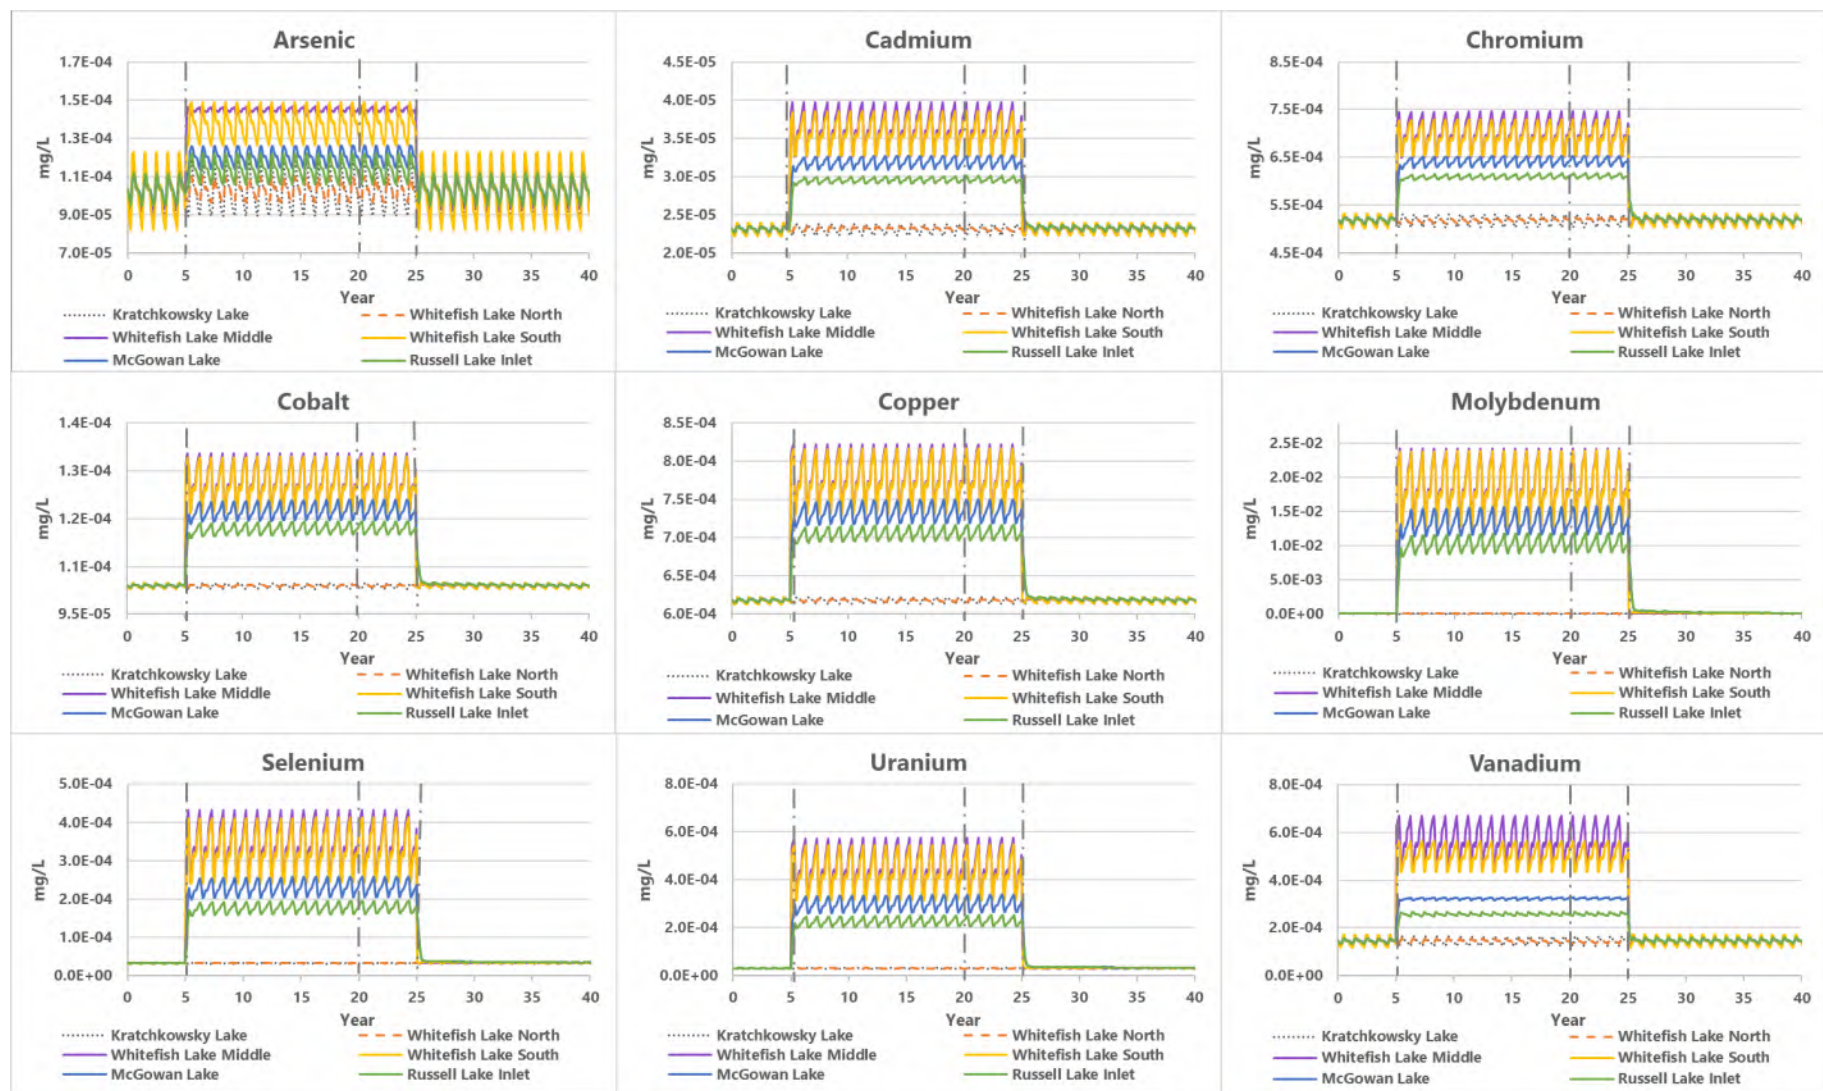 Arsenic
1.7E-04
1.5E-04
1.3E-04
1.1E-04
9.0E-05
7.0E-05
mg/L
0 5 10 15 20 25 30 35 40
Year
Kratchkowsky Lake Whitefish Lake North
Whitefish Lake Middle Whitefish Lake South
McGowan Lake Russell Lake Inlet
Cadmium
4.5E-05
4.0E-05
3.5E-05
3.0E-05
2.5E-05
2.0E-05
mg/L
0 5 10 15 20 25 30 35 40
Year
Kratchkowsky Lake Whitefish Lake North
Whitefish Lake Middle Whitefish Lake South
McGowan Lake Russell Lake Inlet
Chromium
8.5E-04
7.5E-04
6.5E-04
5.5E-04
4.5E-04
mg/L
0 5 10 15 20 25 30 35 40
Year
Kratchkowsky Lake Whitefish Lake North
Whitefish Lake Middle Whitefish Lake South
McGowan Lake Russell Lake Inlet
Cobalt
1.4E-04
1.3E-04
1.2E-04
1.1E-04
9.5E-05
mg/L
0 5 10 15 20 25 30 35 40
Year
Kratchkowsky Lake Whitefish Lake North
Whitefish Lake Middle Whitefish Lake South
McGowan Lake Russell Lake Inlet
Copper
8.5E-04
8.0E-04
7.5E-04
7.0E-04
6.5E-04
6.0E-04
mg/L
0 5 10 15 20 25 30 35 40
Year
Kratchkowsky Lake Whitefish Lake North
Whitefish Lake Middle Whitefish Lake South
McGowan Lake Russell Lake Inlet
Molybdenum
2.5E-02
2.0E-02
1.5E-02
1.0E-02
5.0E-03
0.0E+00
mg/L
0 5 10 15 20 25 30 35 40
Year
Kratchkowsky Lake Whitefish Lake North
Whitefish Lake Middle Whitefish Lake South
McGowan Lake Russell Lake Inlet
Selenium
5.0E-04
4.0E-04
3.0E-04
2.0E-04
1.0E-04
0.0E+00
mg/L
0 5 10 15 20 25 30 35 40
Year
Kratchkowsky Lake Whitefish Lake North
Whitefish Lake Middle Whitefish Lake South
McGowan Lake Russell Lake Inlet
Uranium
8.0E-04
6.0E-04
4.0E-04
2.0E-04
0.0E+00
mg/L
0 5 10 15 20 25 30 35 40
Year
Kratchkowsky Lake Whitefish Lake North
Whitefish Lake Middle Whitefish Lake South
McGowan Lake Russell Lake Inlet
Vanadium
8.0E-04
6.0E-04
4.0E-04
2.0E-04
0.0E+00
mg/L
0 5 10 15 20 25 30 35 40
Year
Kratchkowsky Lake Whitefish Lake North
Whitefish Lake Middle Whitefish Lake South
McGowan Lake Russell Lake Inlet